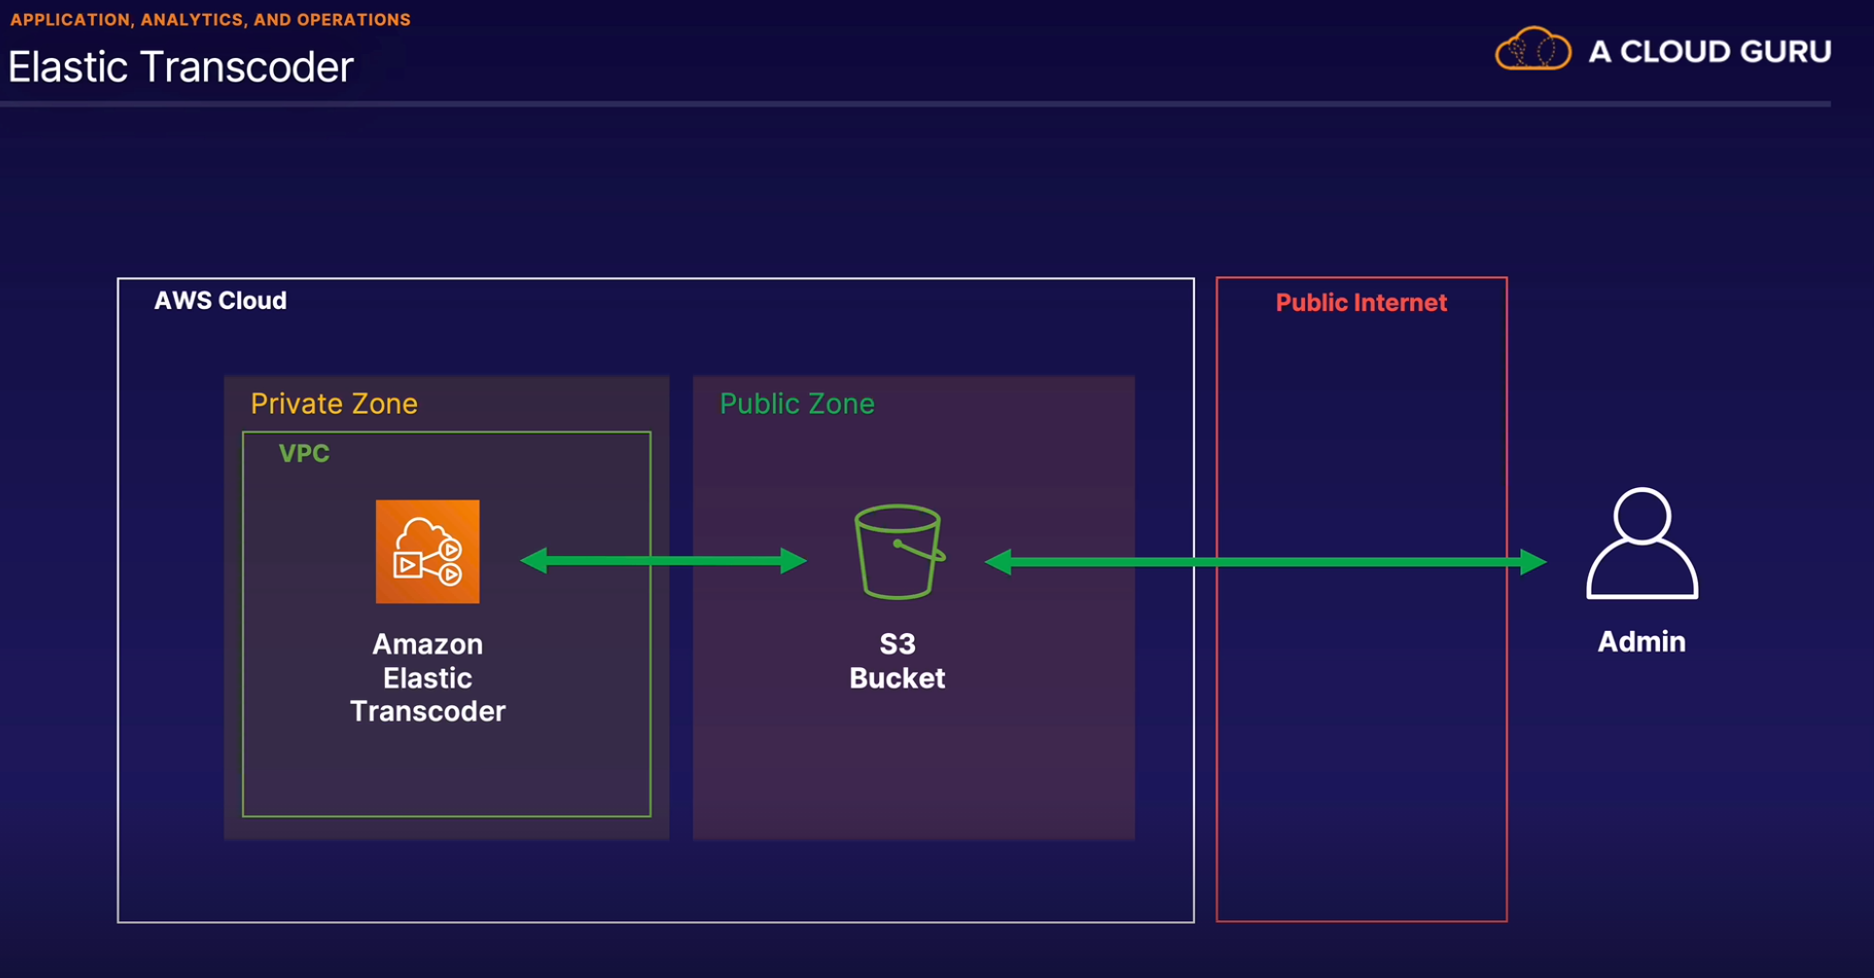 APPLICATION, ANALYTICS, AND OPERATIONS
Elastic Transcoder
A CLOUD GURU
AWS Cloud
Public Internet
Private Zone
Public Zone
VPC
Amazon
Elastic
Transcoder
S3
Bucket
Admin